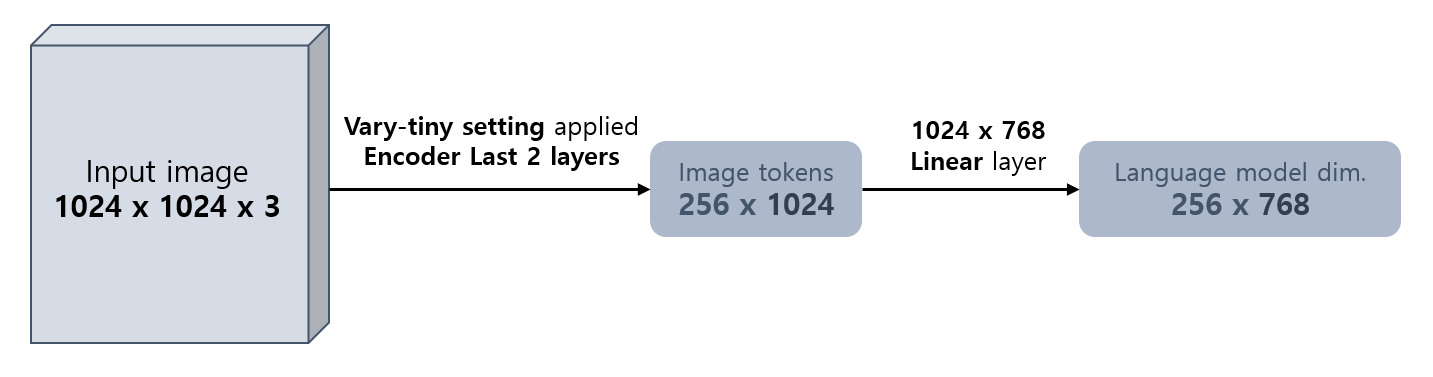 Input image
1024 x 1024 x 3
Vary-tiny setting applied
Encoder Last 2 layers
Image tokens
256 x 1024
1024 x 768
Linear layer
Language model dim.
256 x 768